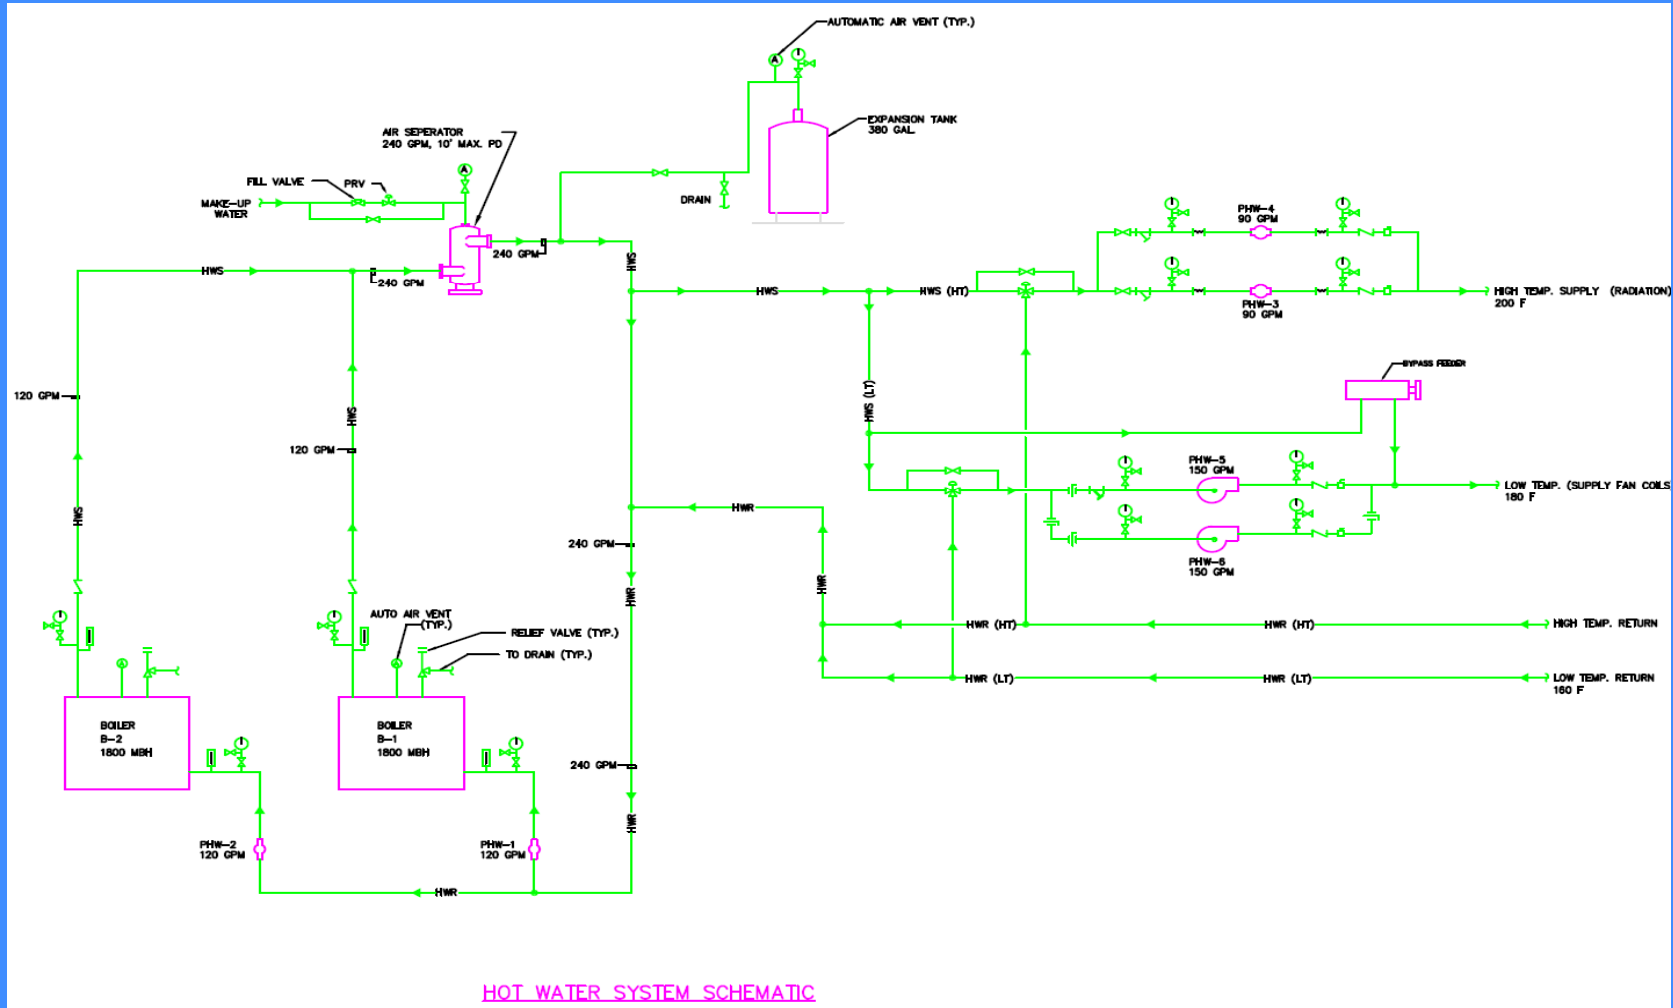 AUTOMATIC AIR VENT (TYP.)
A
EXPANSION TANK
380 GAL.
AIR SEPERATOR
240 GPM, 10' MAX. PD
A
FILL VALVE
PRV
MAKE-UP
WATER
DRAIN
240 GPM
HWS
240 GPM
HWS
HWS
HWS (HT)
PHW-4
90 GPM
PHW-3
90 GPM
HIGH TEMP. SUPPLY (RADIATION)
200 F
BYPASS FEEDER
120 GPM
HWS
120 GPM
HWS (LT)
PHW-5
150 GPM
LOW TEMP. (SUPPLY FAN COILS
180 F
HWS
HWR
240 GPM
PHW-6
150 GPM
HWR
HWR
AUTO AIR VENT
(TYP.)
RELIEF VALVE (TYP.)
TO DRAIN (TYP.)
A
A
HWR (HT)
HWR (HT)
HIGH TEMP. RETURN
HWR (LT)
HWR (LT)
LOW TEMP. RETURN
160 F
BOILER
B-2
1800 MBH
BOILER
B-1
1800 MBH
240 GPM
HWR
PHW-2
120 GPM
PHW-1
120 GPM
HWR
HOT WATER SYSTEM SCHEMATIC